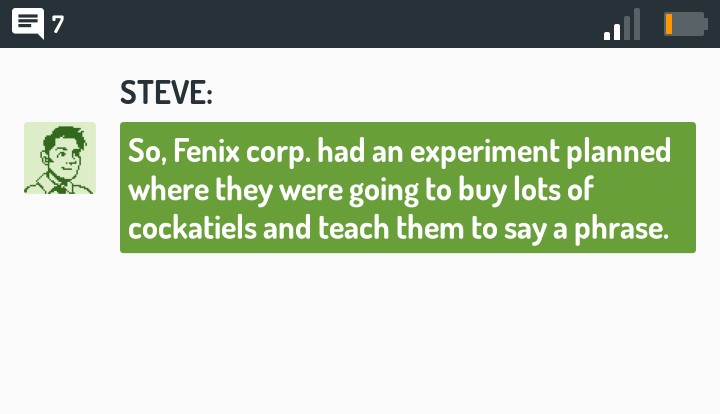 7
STEVE:
So, Fenix corp. had an experiment planned
where they were going to buy lots of
cockatiels and teach them to say a phrase.